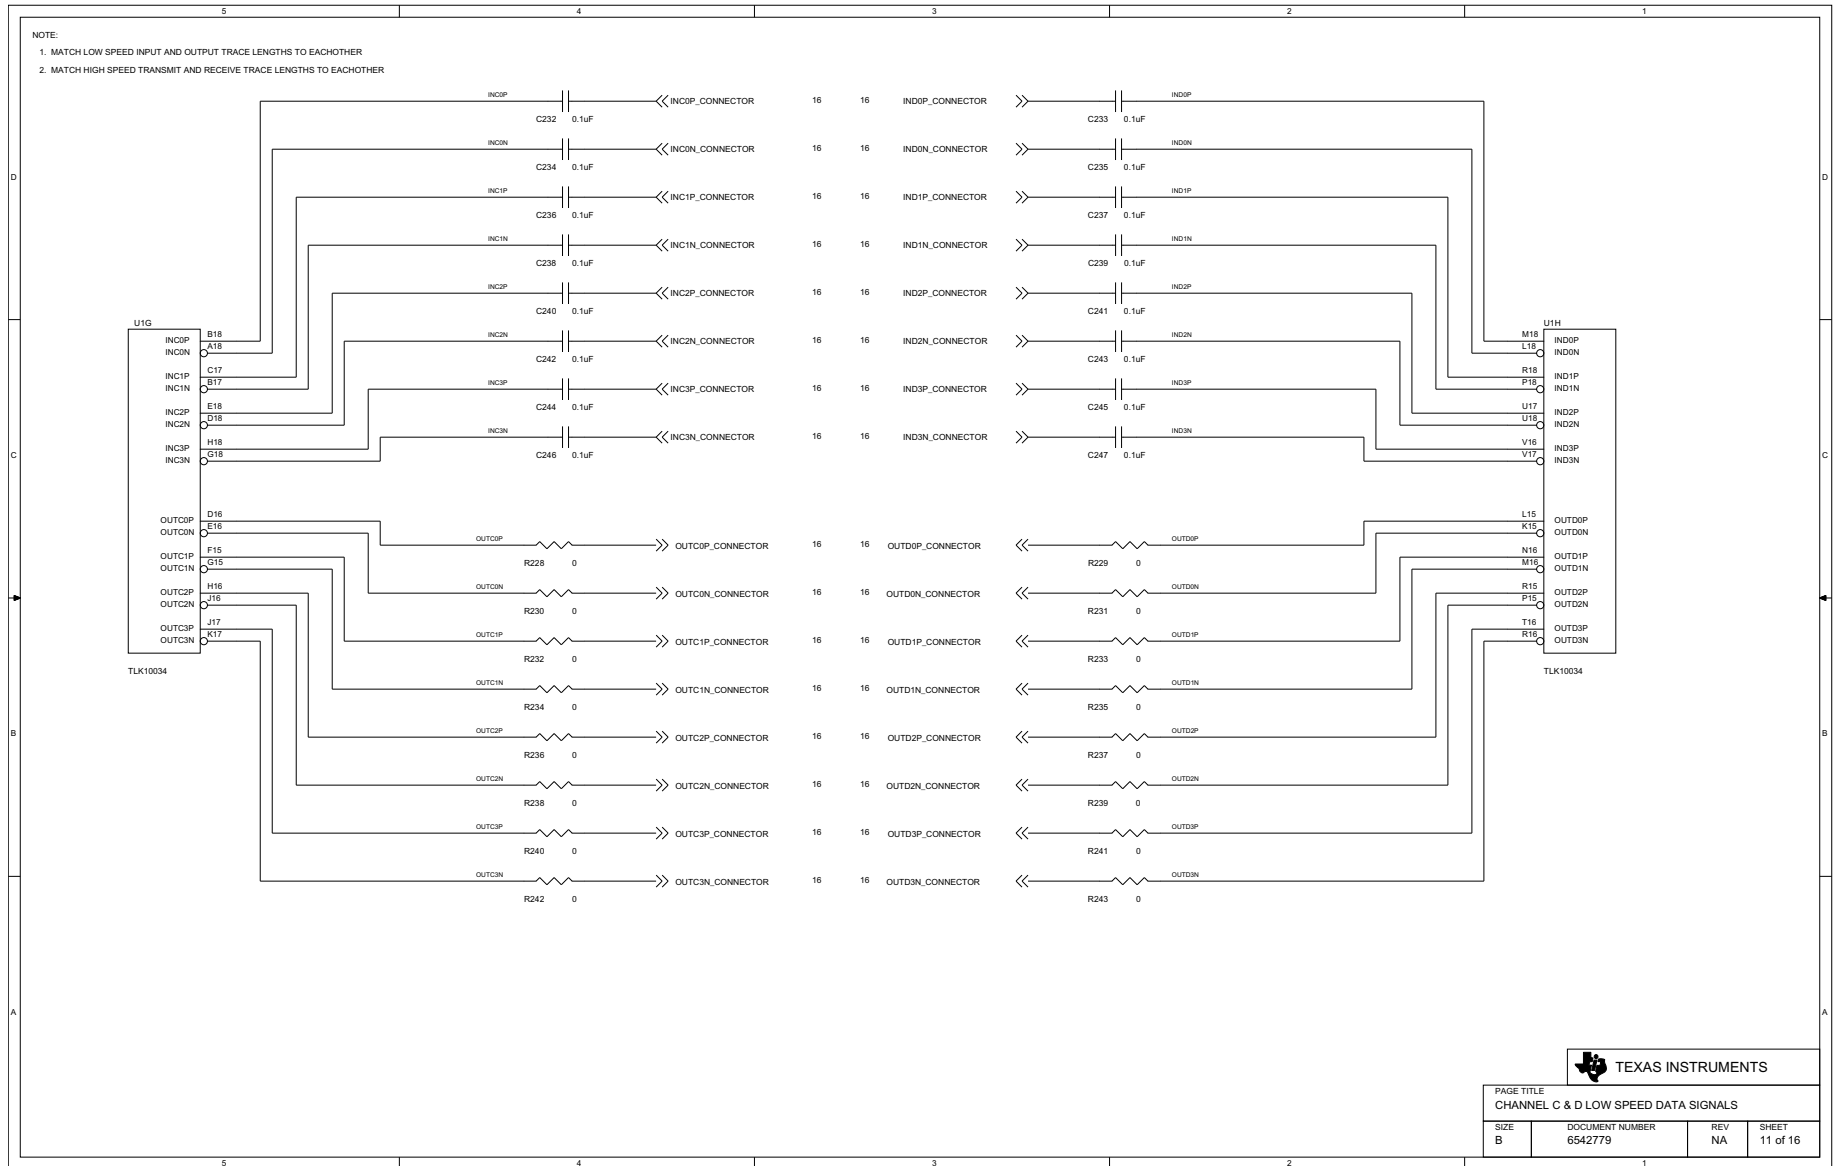 5 4 3 2 1
NOTE:
1. MATCH LOW SPEED INPUT AND OUTPUT TRACE LENGTHS TO EACHOTHER
2. MATCH HIGH SPEED TRANSMIT AND RECEIVE TRACE LENGTHS TO EACHOTHER
INC0P INC0P_CONNECTOR 16 16 IND0P_CONNECTOR IND0P
C232 0.1uF C233 0.1uF
INC0N INC0N_CONNECTOR 16 16 IND0N_CONNECTOR IND0N
C234 0.1uF C235 0.1uF
D D
INC1P INC1P_CONNECTOR 16 16 IND1P_CONNECTOR IND1P
C236 0.1uF C237 0.1uF
INC1N INC1N_CONNECTOR 16 16 IND1N_CONNECTOR IND1N
C238 0.1uF C239 0.1uF
INC2P INC2P_CONNECTOR 16 16 IND2P_CONNECTOR IND2P
C240 0.1uF C241 0.1uF
INC2N INC2N_CONNECTOR 16 16 IND2N_CONNECTOR IND2N
C242 0.1uF C243 0.1uF
INC3P INC3P_CONNECTOR 16 16 IND3P_CONNECTOR IND3P
C244 0.1uF C245 0.1uF
INC3N INC3N_CONNECTOR 16 16 IND3N_CONNECTOR IND3N
C246 0.1uF C247 0.1uF
C C
U1G
INC0P B18
INC0N A18
INC1P C17
INC1N B17
INC2P E18
INC2N D18
INC3P H18
INC3N G18
OUTC0P D16
OUTC0N E16
OUTC1P F15
OUTC1N G15
OUTC2P H16
OUTC2N J16
OUTC3P J17
OUTC3N K17
TLK10034
U1H
M18 IND0P
L18 IND0N
R18 IND1P
P18 IND1N
U17 IND2P
U18 IND2N
V16 IND3P
V17 IND3N
L15 OUTD0P
K15 OUTD0N
N16 OUTD1P
M16 OUTD1N
R15 OUTD2P
P15 OUTD2N
T16 OUTD3P
R16 OUTD3N
TLK10034
OUTC0P OUTC0P_CONNECTOR 16 16 OUTD0P_CONNECTOR OUTD0P
R228 0 R229 0
OUTC0N OUTC0N_CONNECTOR 16 16 OUTD0N_CONNECTOR OUTD0N
R230 0 R231 0
OUTC1P OUTC1P_CONNECTOR 16 16 OUTD1P_CONNECTOR OUTD1P
R232 0 R233 0
OUTC1N OUTC1N_CONNECTOR 16 16 OUTD1N_CONNECTOR OUTD1N
R234 0 R235 0
B B
OUTC2P OUTC2P_CONNECTOR 16 16 OUTD2P_CONNECTOR OUTD2P
R236 0 R237 0
OUTC2N OUTC2N_CONNECTOR 16 16 OUTD2N_CONNECTOR OUTD2N
R238 0 R239 0
OUTC3P OUTC3P_CONNECTOR 16 16 OUTD3P_CONNECTOR OUTD3P
R240 0 R241 0
OUTC3N OUTC3N_CONNECTOR 16 16 OUTD3N_CONNECTOR OUTD3N
R242 0 R243 0
A A
TEXAS INSTRUMENTS
PAGE TITLE
CHANNEL C & D LOW SPEED DATA SIGNALS
SIZE DOCUMENT NUMBER REV SHEET
B 6542779 NA 11 of 16
5 4 3 2 1